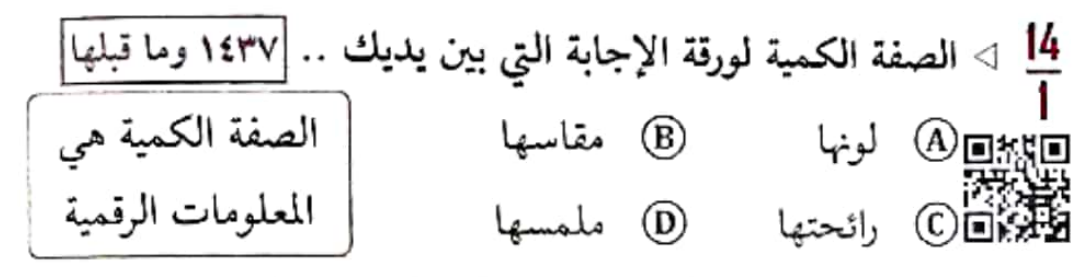 14
1
◁ الصفة الكمية لورقة الإجابة التي بين يديك .. ١٤٣٧ وما قبلها
A لونها B مقاسها
C رائحتها D ملمسها
الصفة الكمية هي
المعلومات الرقمية